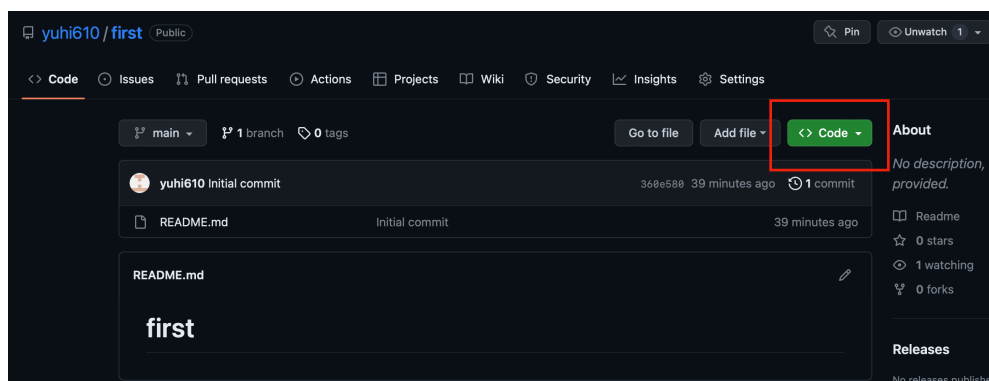 yuhi610 / first Public
Pin
Unwatch 1
Code Issues Pull requests Actions Projects Wiki Security Insights Settings
main 1 branch 0 tags
Go to file Add file <> Code
About
No description,
provided.
yuhi610 Initial commit 360e580 39 minutes ago 1 commit
README.md Initial commit 39 minutes ago
Readme
0 stars
1 watching
0 forks
README.md
first
Releases
No releases publishe